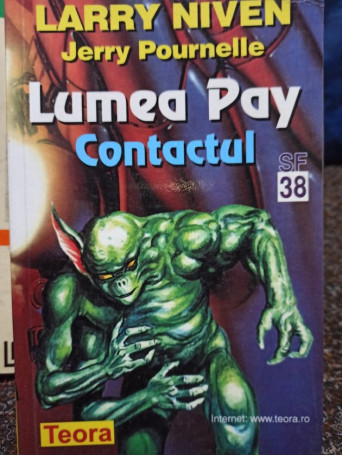 LARRY NIVEN
Jerry Pournelle
Lumea Pay
Contactul
SF
38
Internet: www.teora.ro
Teora